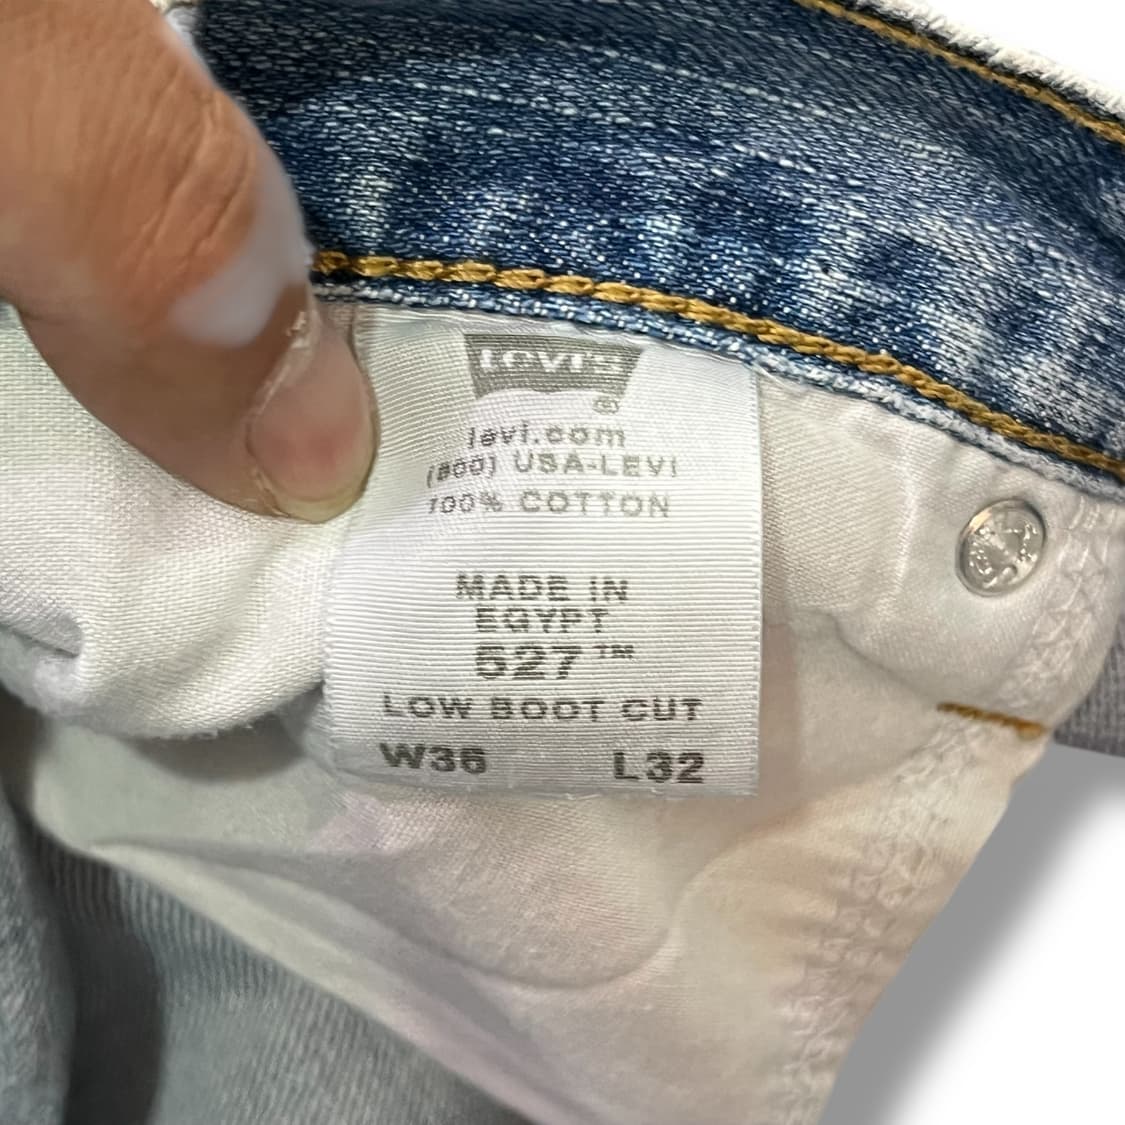 LEVI'S
®
levi.com
(800) USA-LEVI
100% COTTON
MADE IN
EGYPT
527™
LOW BOOT CUT
W36 L32